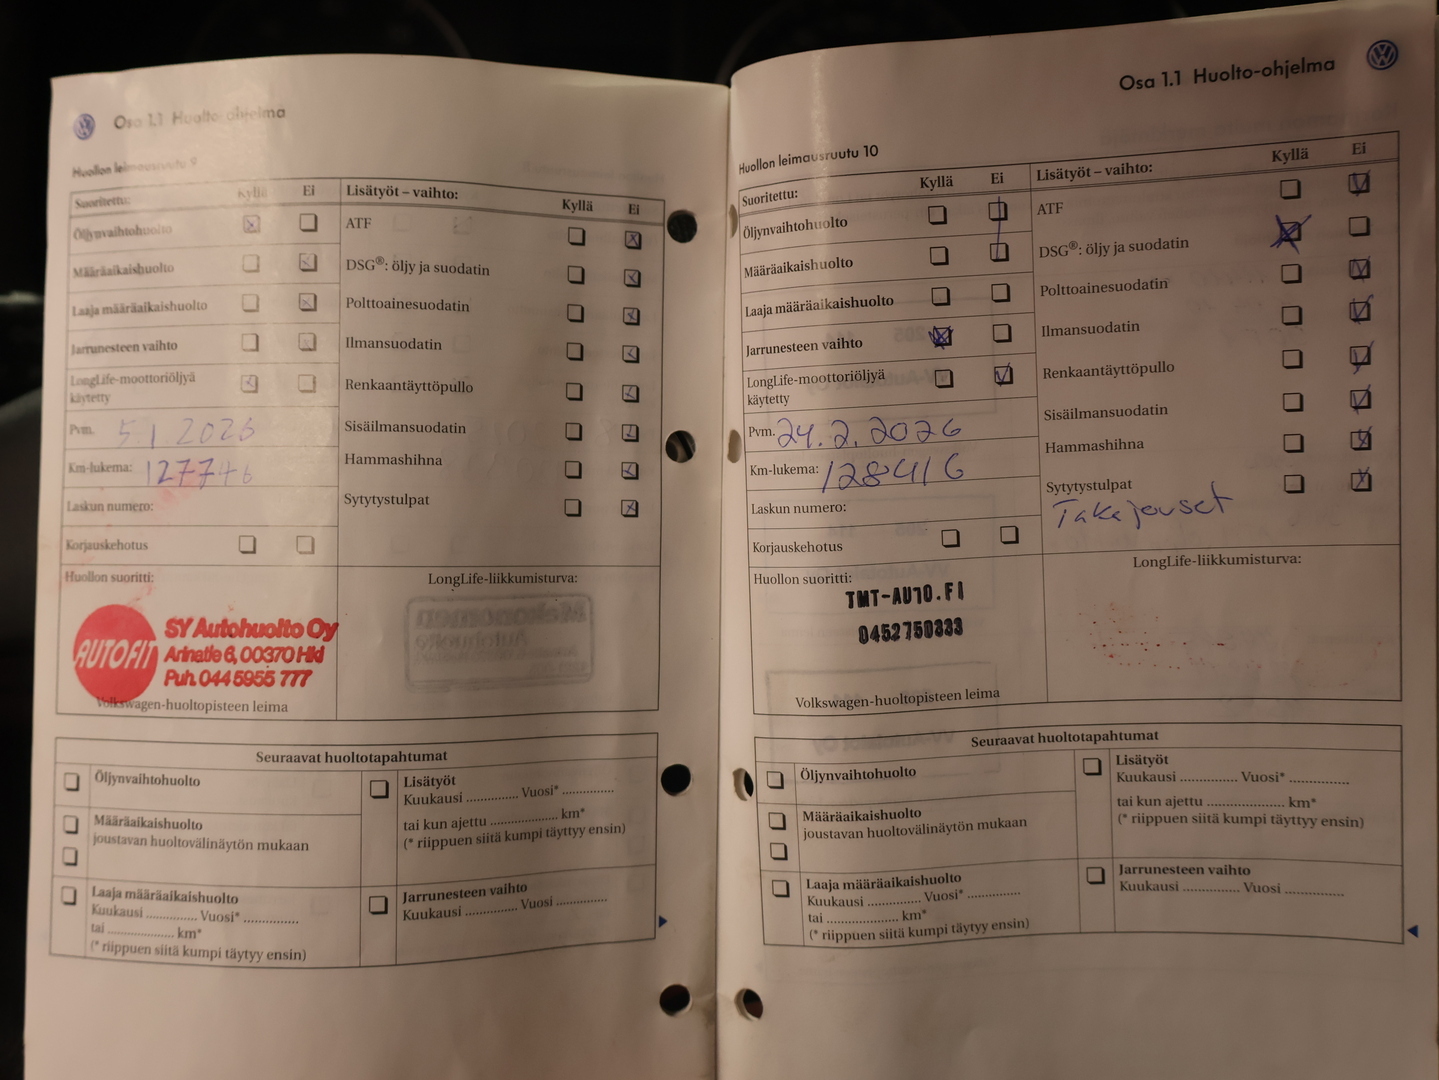 Osa 1.1 Huolto-ohjelma
Huollon leimausruutu 9
Suoritettu:
Kyllä
Ei
Öljynvaihtohuolto
Määräaikaishuolto
Laaja määräaikaishuolto
Jarrunesteen vaihto
LongLife-moottoriöljyä
käytetty
Pvm. 5 1 2026
Km-lukema: 127746
Laskun numero:
Korjauskehotus
Lisätyöt – vaihto:
Kyllä
Ei
ATF
DSG®: öljy ja suodatin
Polttoainesuodatin
Ilmansuodatin
Renkaantäyttöpullo
Sisäilmansuodatin
Hammashihna
Sytytystulpat
Huollon suoritti:
AUTOFIT
SY Autohuolto Oy
Arinatie 6, 00370 Hki
Puh. 044 5955 777
Volkswagen-huoltopisteen leima
LongLife-liikkumisturva:
Seuraavat huoltotapahtumat
Öljynvaihtohuolto
Määräaikaishuolto
joustavan huoltovälinäytön mukaan
Laaja määräaikaishuolto
Kuukausi .............. Vuosi* ...............
tai .................... km*
(* riippuen siitä kumpi täytyy ensin)
Lisätyöt
Kuukausi .............. Vuosi* ..............
tai kun ajettu .................... km*
(* riippuen siitä kumpi täyttyy ensin)
Jarrunesteen vaihto
Kuukausi .............. Vuosi ..............
Osa 1.1 Huolto-ohjelma
Huollon leimausruutu 10
Suoritettu:
Kyllä
Ei
Öljynvaihtohuolto
Määräaikaishuolto
Laaja määräaikaishuolto
Jarrunesteen vaihto
LongLife-moottoriöljyä
käytetty
Pvm. 24.2.2026
Km-lukema: 128416
Laskun numero:
Korjauskehotus
Lisätyöt – vaihto:
Kyllä
Ei
ATF
DSG®: öljy ja suodatin
Polttoainesuodatin
Ilmansuodatin
Renkaantäyttöpullo
Sisäilmansuodatin
Hammashihna
Sytytystulpat
Takajouset
Huollon suoritti:
TMT-AUTO.FI
0452750333
Volkswagen-huoltopisteen leima
LongLife-liikkumisturva:
Seuraavat huoltotapahtumat
Öljynvaihtohuolto
Määräaikaishuolto
joustavan huoltovälinäytön mukaan
Laaja määräaikaishuolto
Kuukausi .............. Vuosi* ..............
tai .................... km*
(* riippuen siitä kumpi täytyy ensin)
Lisätyöt
Kuukausi .............. Vuosi* ...............
tai kun ajettu ...................... km*
(* riippuen siitä kumpi täyttyy ensin)
Jarrunesteen vaihto
Kuukausi .............. Vuosi ...............